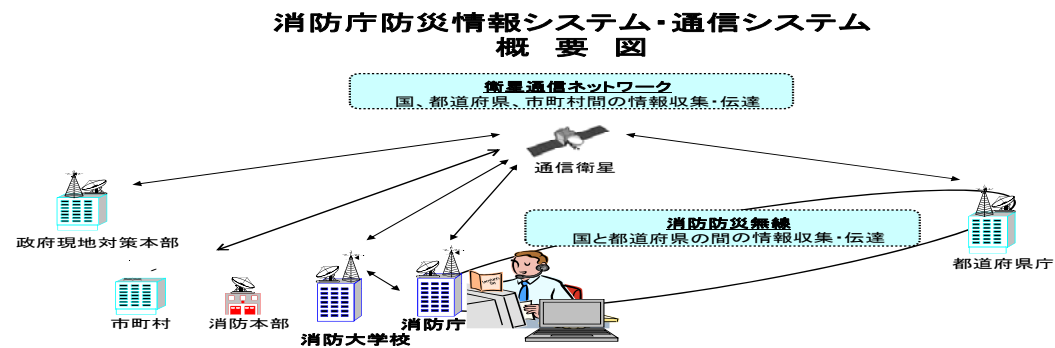 消防庁防災情報システム・通信システム
概 要 図
衛星通信ネットワーク
国、都道府県、市町村間の情報収集・伝達
通信衛星
消防防災無線
国と都道府県の間の情報収集・伝達
政府現地対策本部
都道府県庁
市町村
消防本部
消防大学校
消防庁